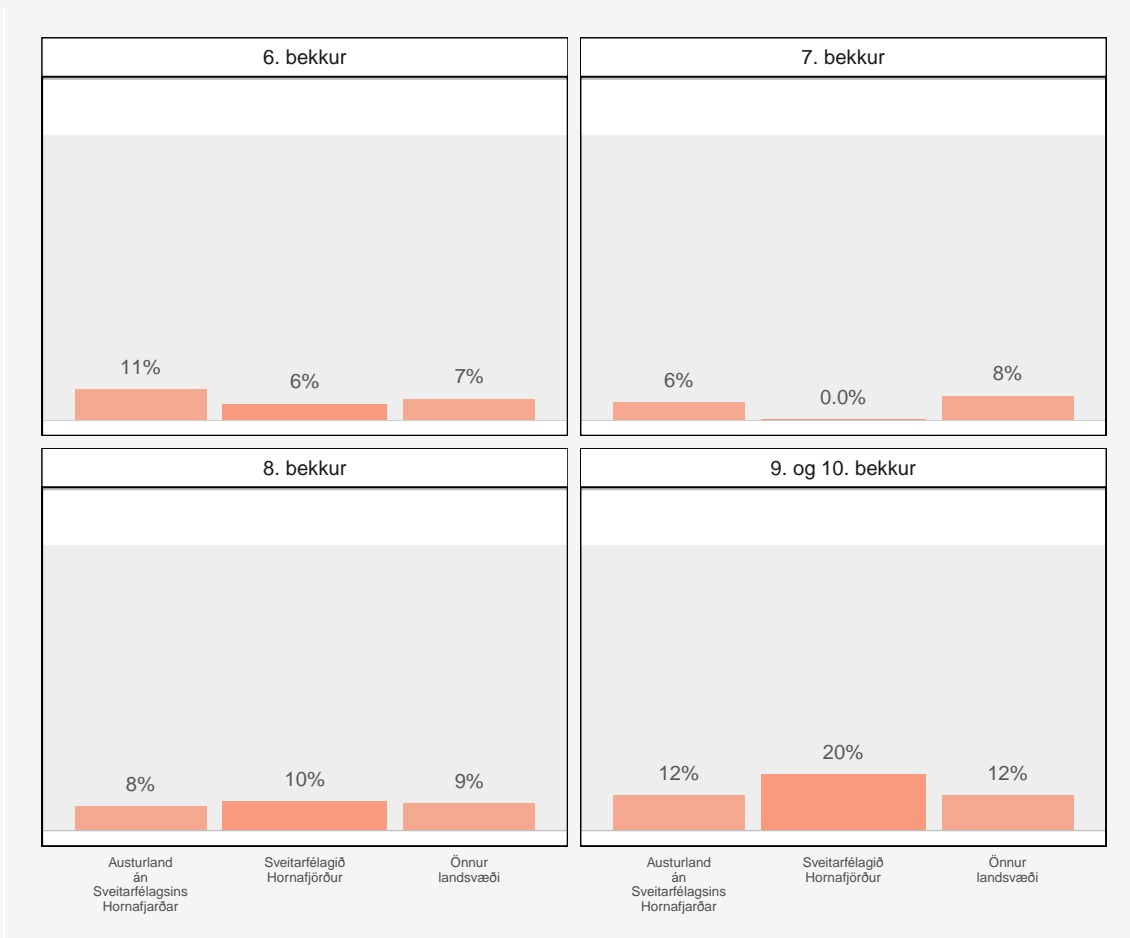 6. bekkur
11%
6%
7%
7. bekkur
6%
0.0%
8%
8. bekkur
8%
10%
9%
Austurland
án
Sveitarfélagsins
Hornafjarðar
Sveitarfélagið
Hornafjörður
Önnur
landsvæði
9. og 10. bekkur
12%
20%
12%
Austurland
án
Sveitarfélagsins
Hornafjarðar
Sveitarfélagið
Hornafjörður
Önnur
landsvæði